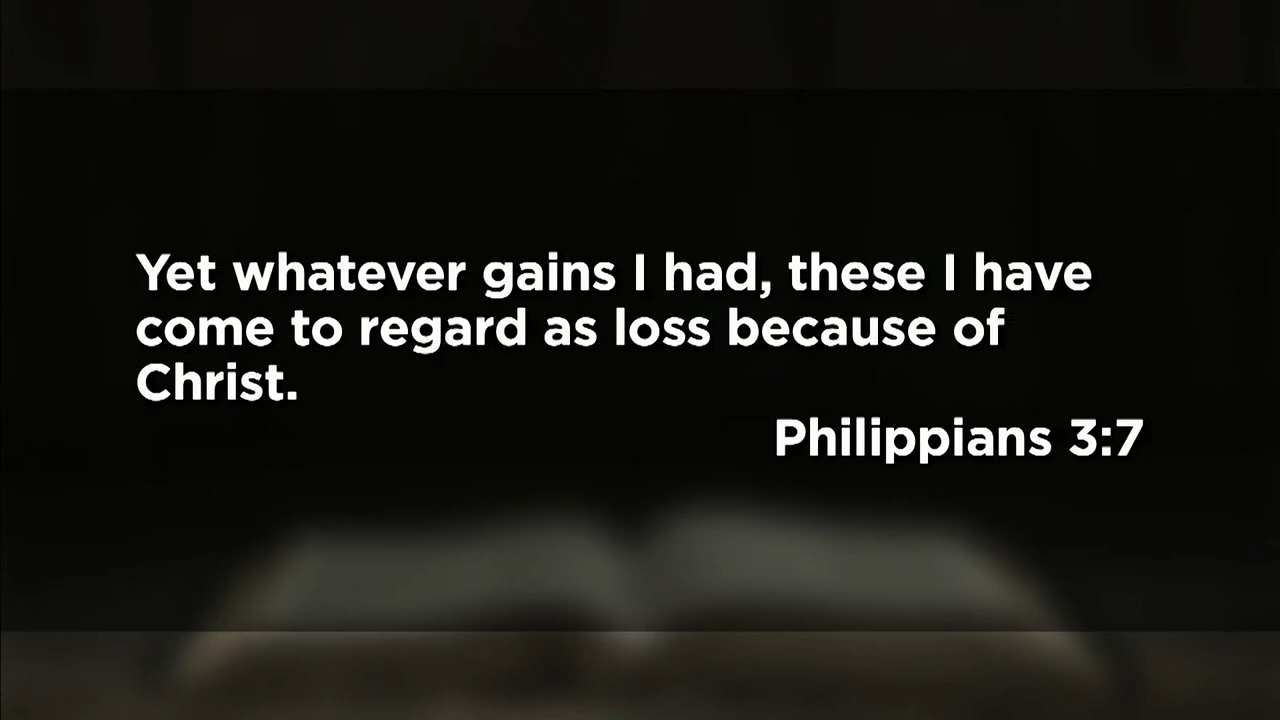 Yet whatever gains I had, these I have
come to regard as loss because of
Christ.
Philippians 3:7